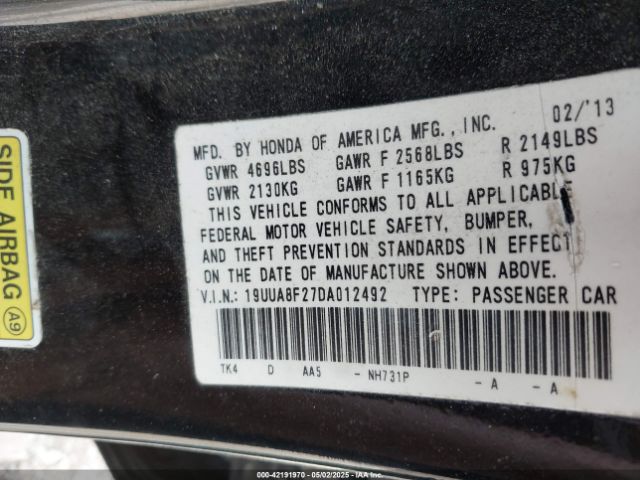 02/'13
MFD. BY HONDA OF AMERICA MFG., INC.
GVWR 4696LBS GAWR F 2568LBS R 2149LBS
GVWR 2130KG GAWR F 1165KG R 975KG
THIS VEHICLE CONFORMS TO ALL APPLICABLE
FEDERAL MOTOR VEHICLE SAFETY, BUMPER,
AND THEFT PREVENTION STANDARDS IN EFFECT
ON THE DATE OF MANUFACTURE SHOWN ABOVE.
V.I.N.: 19UUA8F27DA012492 TYPE: PASSENGER CAR
TK4 D AA5 - NH731P - A - A
SIDE AIRBAG
A9
000-42191970 - 05/02/2025 - IAAI.COM